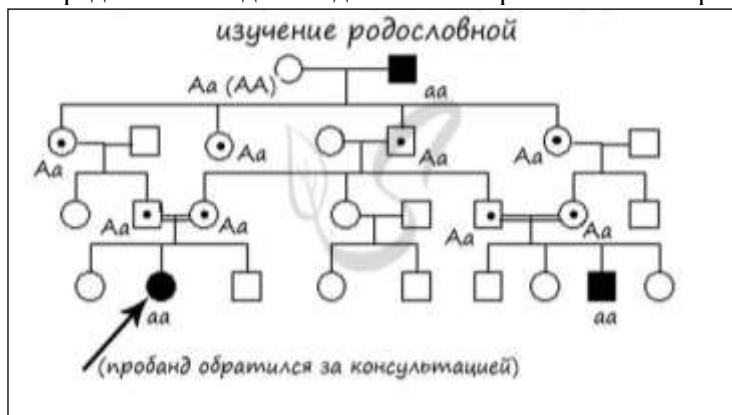 изучение родословной
Aa (AA)
aa
Aa Aa Aa Aa
Aa Aa Aa Aa
aa aa
(пробанд обратился за консультацией)